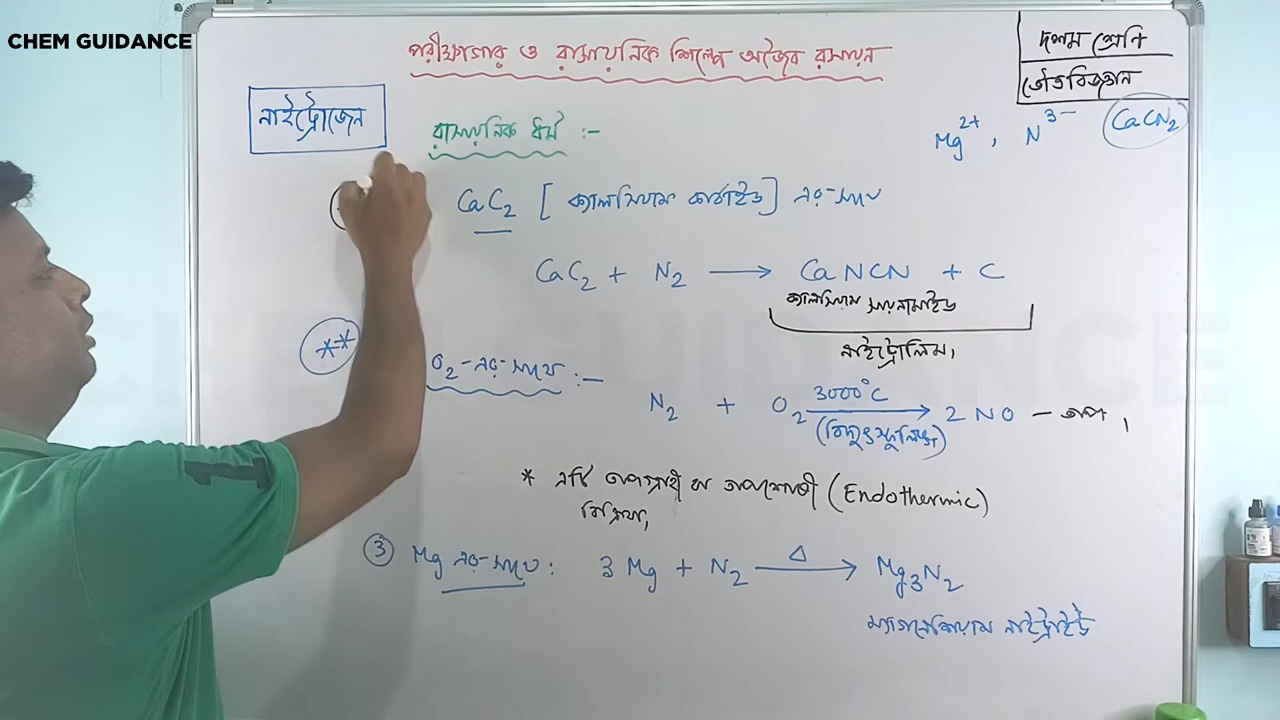 CHEM GUIDANCE
পরীক্ষাগার ও রাসায়নিক শিল্পে অজৈব রসায়ন
দশম শ্রেণি
ভৌতবিজ্ঞান
নাইট্রোজেন
রাসায়নিক ধর্ম :-
Mg²⁺, N³⁻
CaCN₂
CaC₂ [ ক্যালসিয়াম কার্বাইড ] এর-সাথে
CaC₂ + N₂ ⟶ CaNCN + C
ক্যালসিয়াম সায়নামাইড
নাইট্রোলিম,
**
O₂-এর-সাথে :-
N₂ + O₂ 3000°C ⟶ 2NO - তাপ,
(বিদ্যুৎস্ফুলিঙ্গ)
* এটি তাপগ্রাহী বা তাপশোষী (Endothermic)
বিক্রিয়া,
③ Mg এর-সাথে : 3Mg + N₂ Δ ⟶ Mg₃N₂
ম্যাগনেশিয়াম নাইট্রাইড